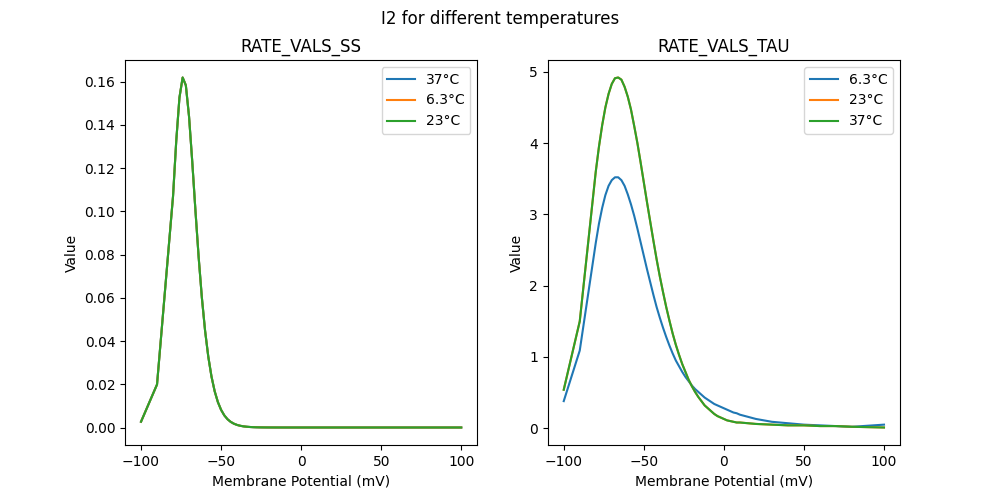 I2 for different temperatures
RATE_VALS_SS
0.16
0.14
0.12
0.10
0.08
0.06
0.04
0.02
0.00
Value
−100
−50
0
50
100
Membrane Potential (mV)
37°C
6.3°C
23°C
RATE_VALS_TAU
5
4
3
2
1
0
Value
−100
−50
0
50
100
Membrane Potential (mV)
6.3°C
23°C
37°C